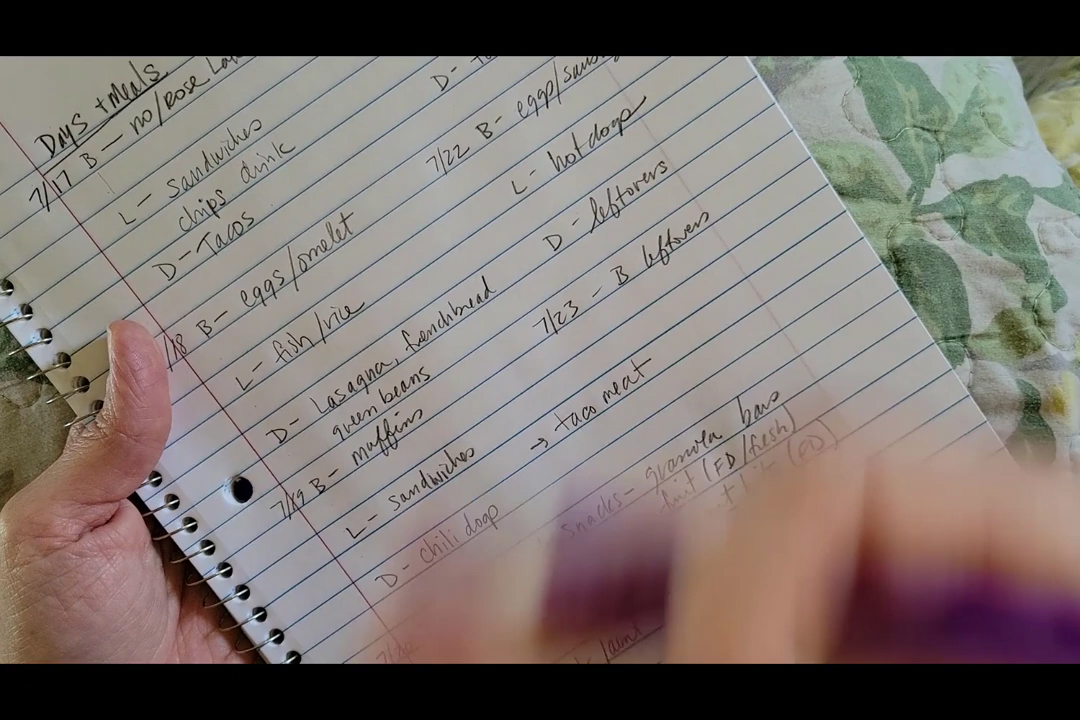 DAYS + Meals
7/17 B - no/Rose
L - sandwiches
chips drink
D - Tacos
7/18 B - eggs/omelet
L - fish/rice
D - Lasagna, frenchbread
green beans
7/19 B - muffins
L - sandwiches
D - chili dogs
D -
7/22 B - eggs/
L - hot dogs
D - leftovers
7/23 - B leftovers
→ taco meat
snacks - granola bars
(FD/fresh)